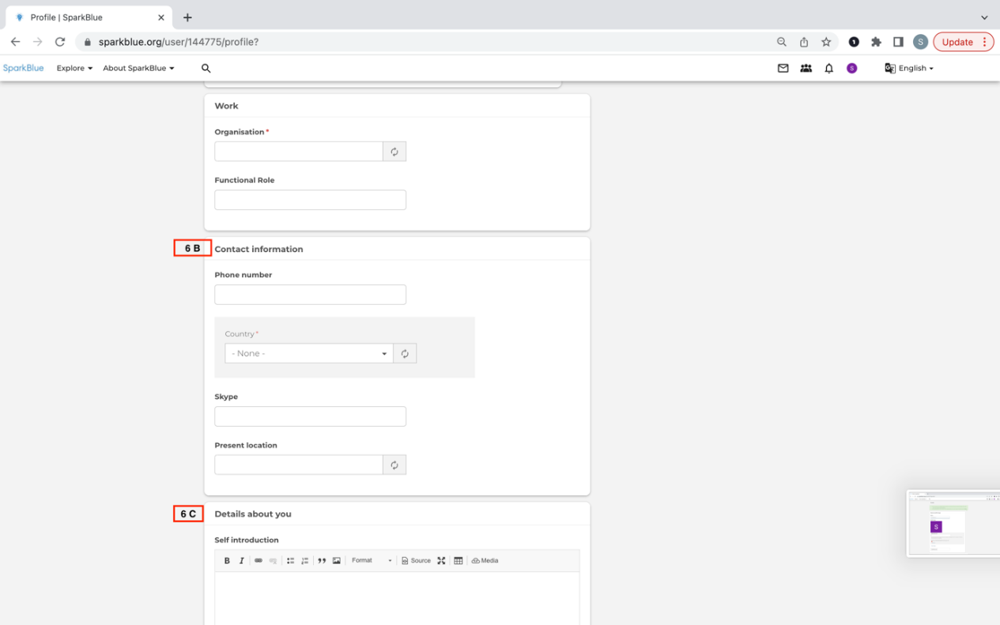 Profile | SparkBlue
sparkblue.org/user/144775/profile?
S
Update
SparkBlue Explore About SparkBlue S English
Work
Organisation*
Functional Role
6 B Contact information
Phone number
Country*
- None -
Skype
Present location
6 C Details about you
Self introduction
B I Format Source Media
S